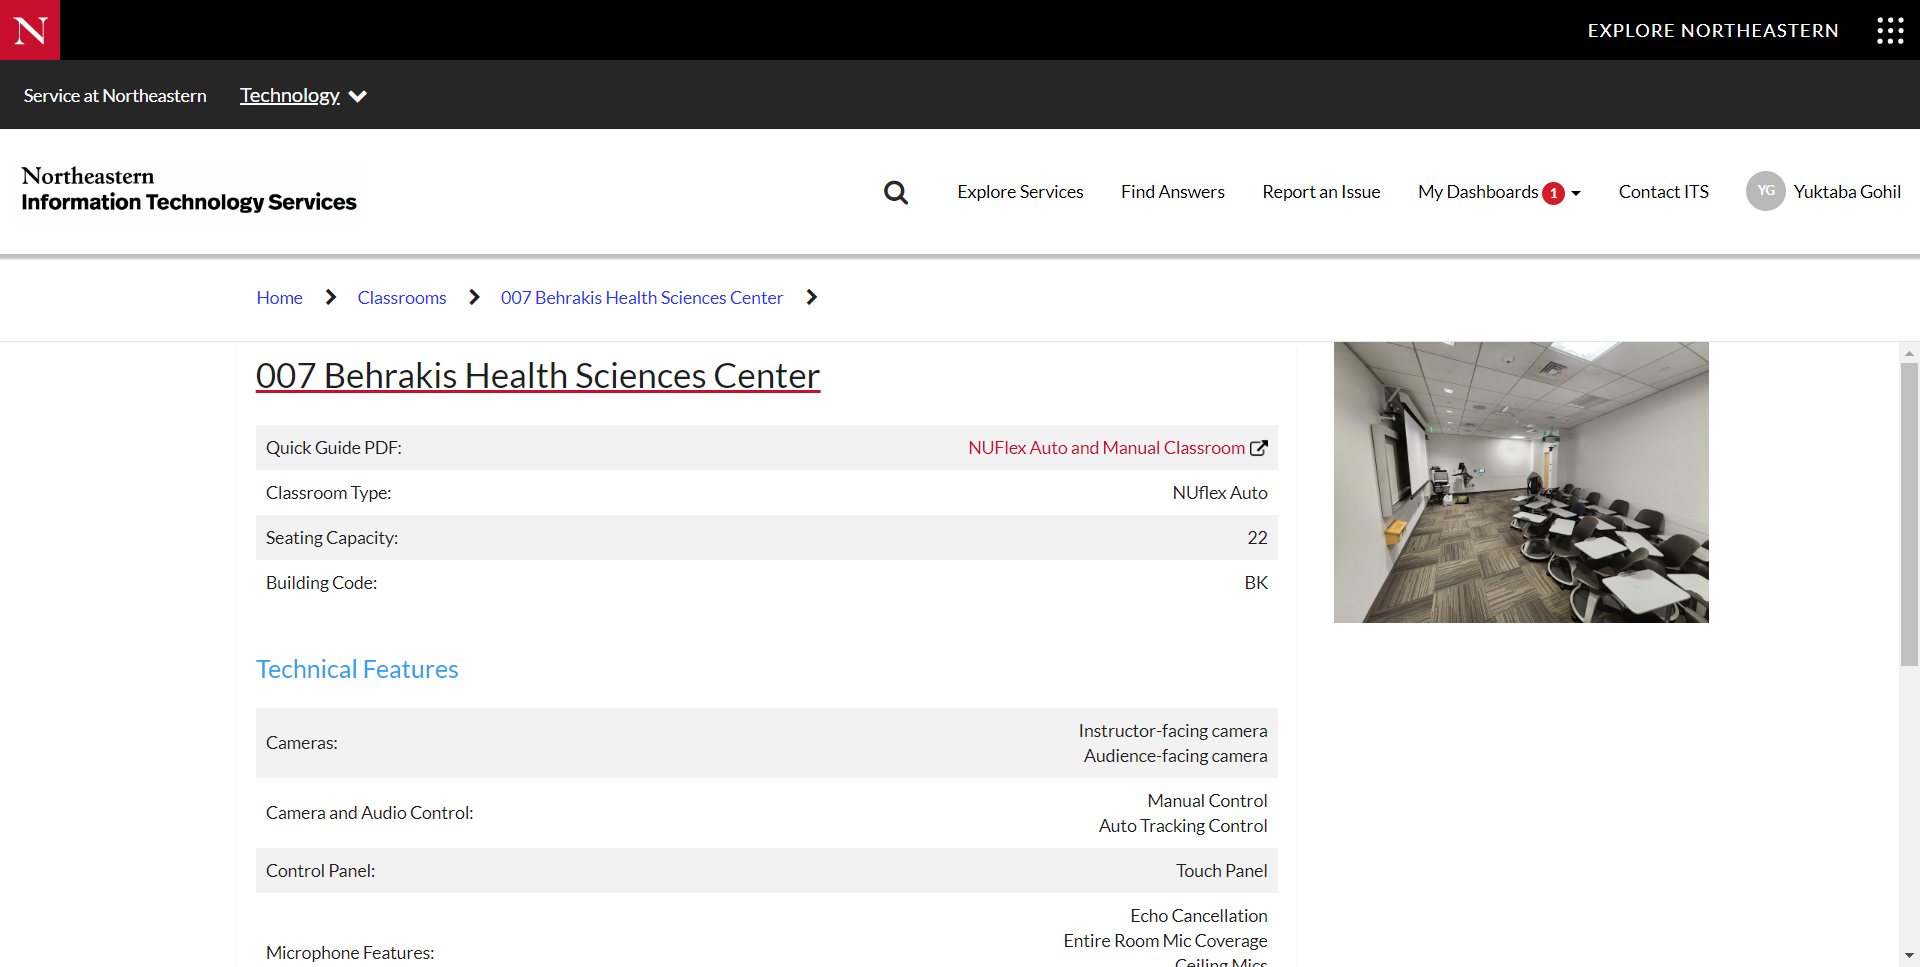 N
EXPLORE NORTHEASTERN
Service at Northeastern
Technology
Northeastern
Information Technology Services
Explore Services
Find Answers
Report an Issue
My Dashboards 1
Contact ITS
YG
Yuktaba Gohil
Home
Classrooms
007 Behrakis Health Sciences Center
007 Behrakis Health Sciences Center
Quick Guide PDF: NUFlex Auto and Manual Classroom
Classroom Type: NUflex Auto
Seating Capacity: 22
Building Code: BK
Technical Features
Cameras:
Instructor-facing camera
Audience-facing camera
Camera and Audio Control:
Manual Control
Auto Tracking Control
Control Panel: Touch Panel
Microphone Features:
Echo Cancellation
Entire Room Mic Coverage
Ceiling Mics